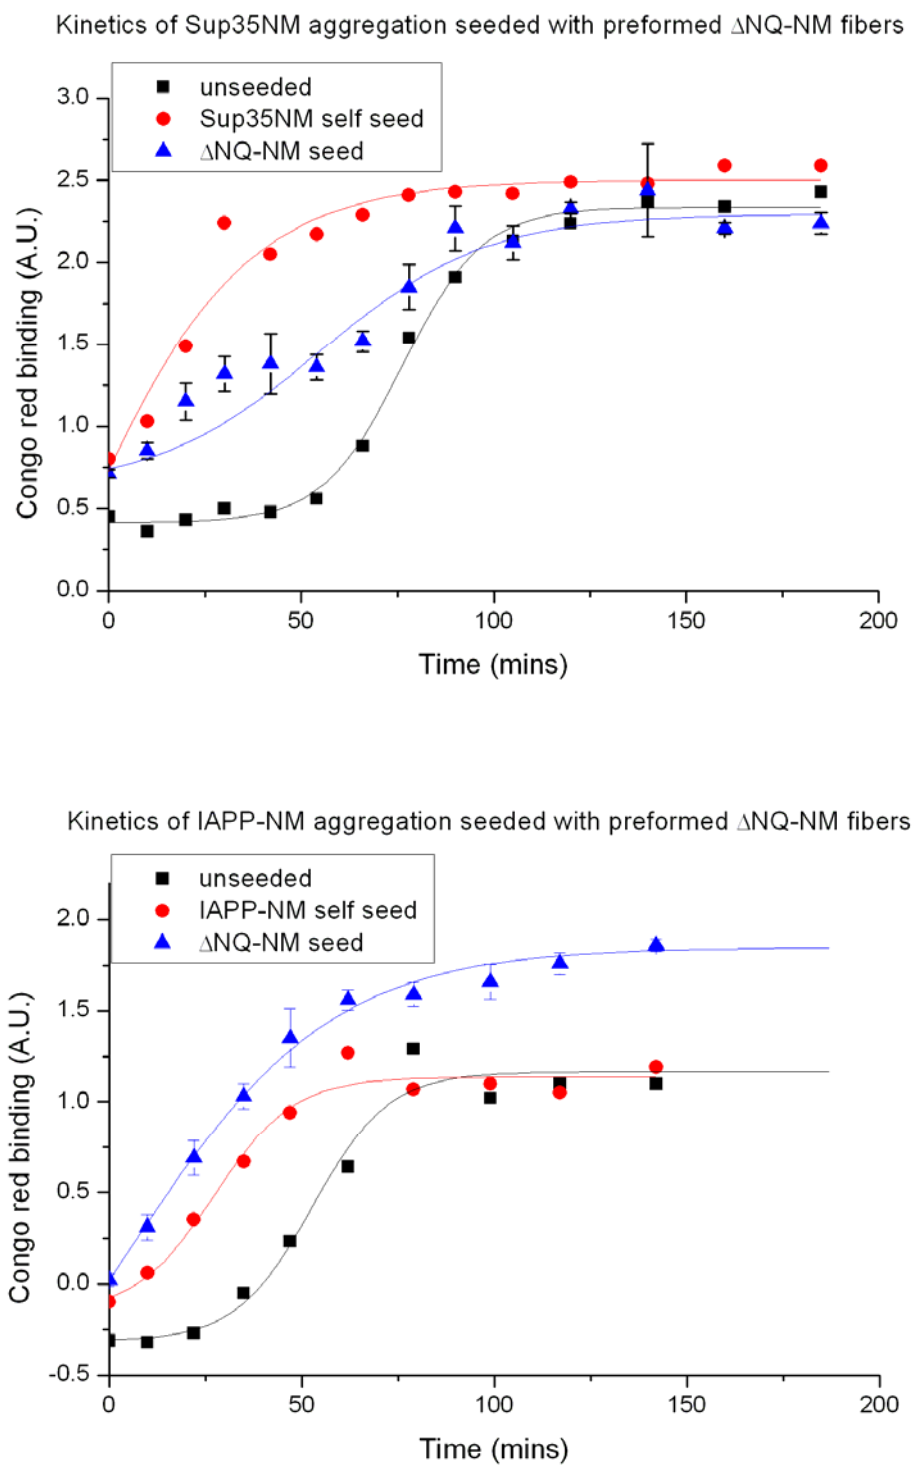 Kinetics of Sup35NM aggregation seeded with preformed ΔNQ-NM fibers
unseeded
Sup35NM self seed
ΔNQ-NM seed
3.0
2.5
2.0
1.5
1.0
0.5
0.0
Congo red binding (A.U.)
0 50 100 150 200
Time (mins)
Kinetics of IAPP-NM aggregation seeded with preformed ΔNQ-NM fibers
unseeded
IAPP-NM self seed
ΔNQ-NM seed
2.0
1.5
1.0
0.5
0.0
-0.5
Congo red binding (A.U.)
0 50 100 150 200
Time (mins)